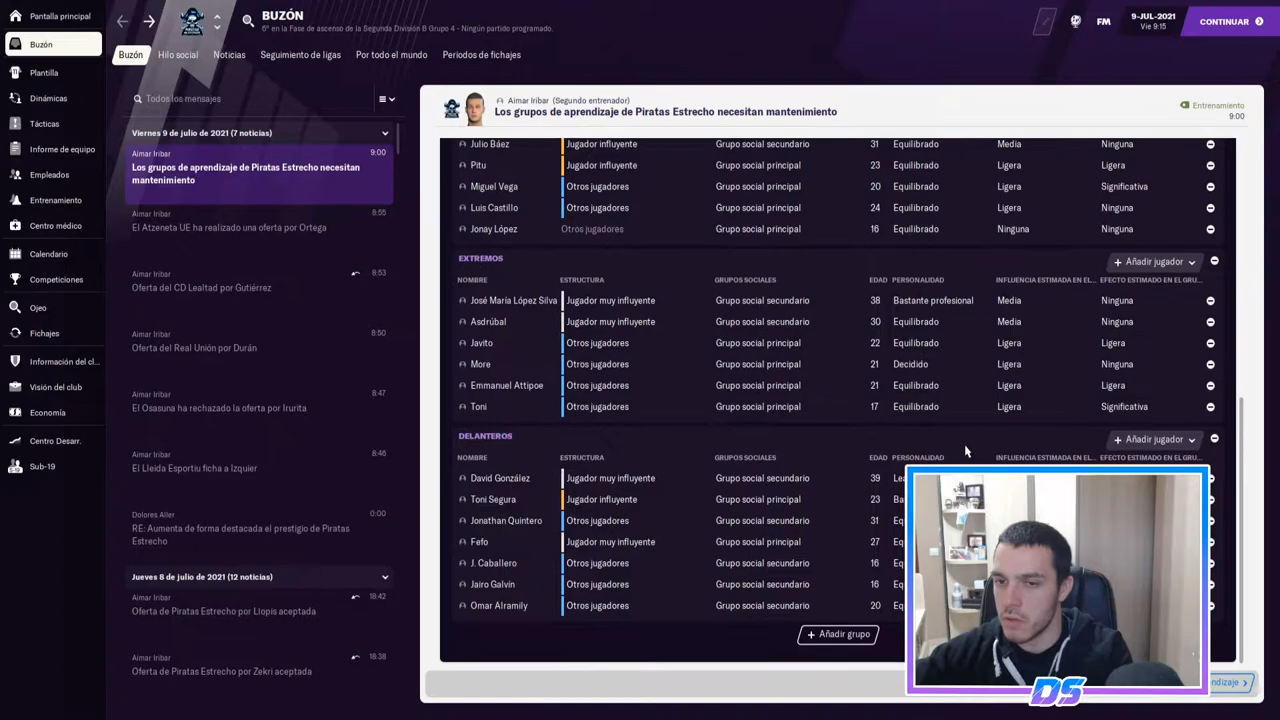 Pantalla principal
BUZÓN
6º en la Fase de ascenso de la Segunda División B Grupo 4 - Ningún partido programado.
FM
9-JUL-2021
Vie 9:15
CONTINUAR
Buzón
Plantilla
Dinámicas
Tácticas
Informe de equipo
Empleados
Entrenamiento
Centro médico
Calendario
Competiciones
Ojeo
Fichajes
Información del cl...
Visión del club
Economía
Centro Desarr.
Sub-19
Buzón Hilo social Noticias Seguimiento de ligas Por todo el mundo Periodos de fichajes
Todos los mensajes
Viernes 9 de julio de 2021 (7 noticias)
Aimar Iribar 9:00
Los grupos de aprendizaje de Piratas Estrecho necesitan
mantenimiento
Aimar Iribar 8:55
El Atzeneta UE ha realizado una oferta por Ortega
Aimar Iribar 8:53
Oferta del CD Lealtad por Gutiérrez
Aimar Iribar 8:50
Oferta del Real Unión por Durán
Aimar Iribar 8:47
El Osasuna ha rechazado la oferta por Irurita
Aimar Iribar 8:46
El Lleida Esportiu ficha a Izquier
Dolores Aller 0:00
RE: Aumenta de forma destacada el prestigio de Piratas
Estrecho
Jueves 8 de julio de 2021 (12 noticias)
Aimar Iribar 18:42
Oferta de Piratas Estrecho por Llopis aceptada
Aimar Iribar 18:38
Oferta de Piratas Estrecho por Zekri aceptada
Aimar Iribar (Segundo entrenador)
Los grupos de aprendizaje de Piratas Estrecho necesitan mantenimiento
Entrenamiento
9:00
Julio Báez Jugador influyente Grupo social secundario 31 Equilibrado Media Ninguna
Pitu Jugador influyente Grupo social principal 23 Equilibrado Ligera Ligera
Miguel Vega Otros jugadores Grupo social principal 20 Equilibrado Ligera Significativa
Luis Castillo Otros jugadores Grupo social principal 24 Equilibrado Ligera Ninguna
Jonay López Otros jugadores Grupo social principal 16 Equilibrado Ninguna Ninguna
EXTREMOS Añadir jugador
NOMBRE ESTRUCTURA GRUPOS SOCIALES EDAD PERSONALIDAD INFLUENCIA ESTIMADA EN EL... EFECTO ESTIMADO EN EL GRU...
José María López Silva Jugador muy influyente Grupo social secundario 38 Bastante profesional Media Ninguna
Asdrúbal Jugador muy influyente Grupo social secundario 30 Equilibrado Media Ninguna
Javito Otros jugadores Grupo social principal 22 Equilibrado Ligera Ligera
More Otros jugadores Grupo social principal 21 Decidido Ligera Ninguna
Emmanuel Attipoe Otros jugadores Grupo social principal 21 Equilibrado Ligera Ligera
Toni Otros jugadores Grupo social principal 17 Equilibrado Ligera Significativa
DELANTEROS Añadir jugador
NOMBRE ESTRUCTURA GRUPOS SOCIALES EDAD PERSONALIDAD INFLUENCIA ESTIMADA EN EL... EFECTO ESTIMADO EN EL GRU...
David González Jugador muy influyente Grupo social secundario 39
Toni Segura Jugador influyente Grupo social principal 23
Jonathan Quintero Otros jugadores Grupo social secundario 31
Fefo Jugador muy influyente Grupo social principal 27
J. Caballero Otros jugadores Grupo social secundario 16
Jairo Galvín Otros jugadores Grupo social secundario 16
Omar Alramily Otros jugadores Grupo social secundario 20
Añadir grupo
DS